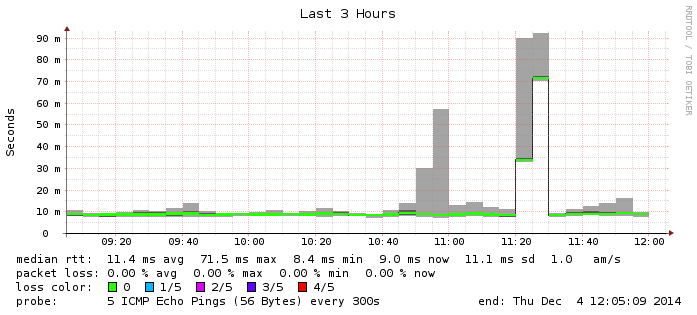 Last 3 Hours
RRDTOOL / TOBI OETIKER
Seconds
90 m
80 m
70 m
60 m
50 m
40 m
30 m
20 m
10 m
0
09:20 09:40 10:00 10:20 10:40 11:00 11:20 11:40 12:00
median rtt: 11.4 ms avg 71.5 ms max 8.4 ms min 9.0 ms now 11.1 ms sd 1.0 am/s
packet loss: 0.00 % avg 0.00 % max 0.00 % min 0.00 % now
loss color: 0 1/5 2/5 3/5 4/5
probe: 5 ICMP Echo Pings (56 Bytes) every 300s end: Thu Dec 4 12:05:09 2014